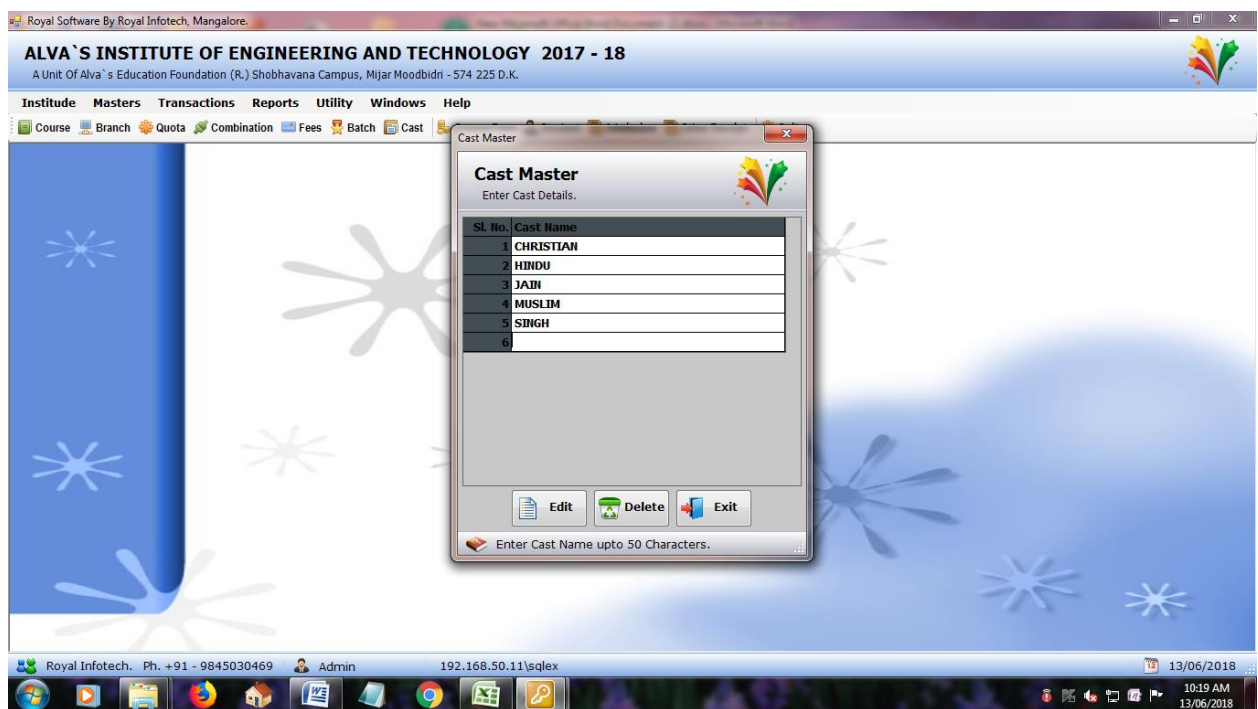 Royal Software By Royal Infotech, Mangalore.
ALVA`S INSTITUTE OF ENGINEERING AND TECHNOLOGY 2017 - 18
A Unit Of Alva`s Education Foundation (R.) Shobhavana Campus, Mijar Moodbidri - 574 225 D.K.
Institude Masters Transactions Reports Utility Windows Help
Course Branch Quota Combination Fees Batch Cast
Cast Master
Cast Master
Enter Cast Details.
Sl. No. Cast Name
1 CHRISTIAN
2 HINDU
3 JAIN
4 MUSLIM
5 SINGH
6
Edit Delete Exit
Enter Cast Name upto 50 Characters.
Royal Infotech. Ph. +91 - 9845030469 Admin 192.168.50.11\sqlex 13/06/2018
10:19 AM
13/06/2018